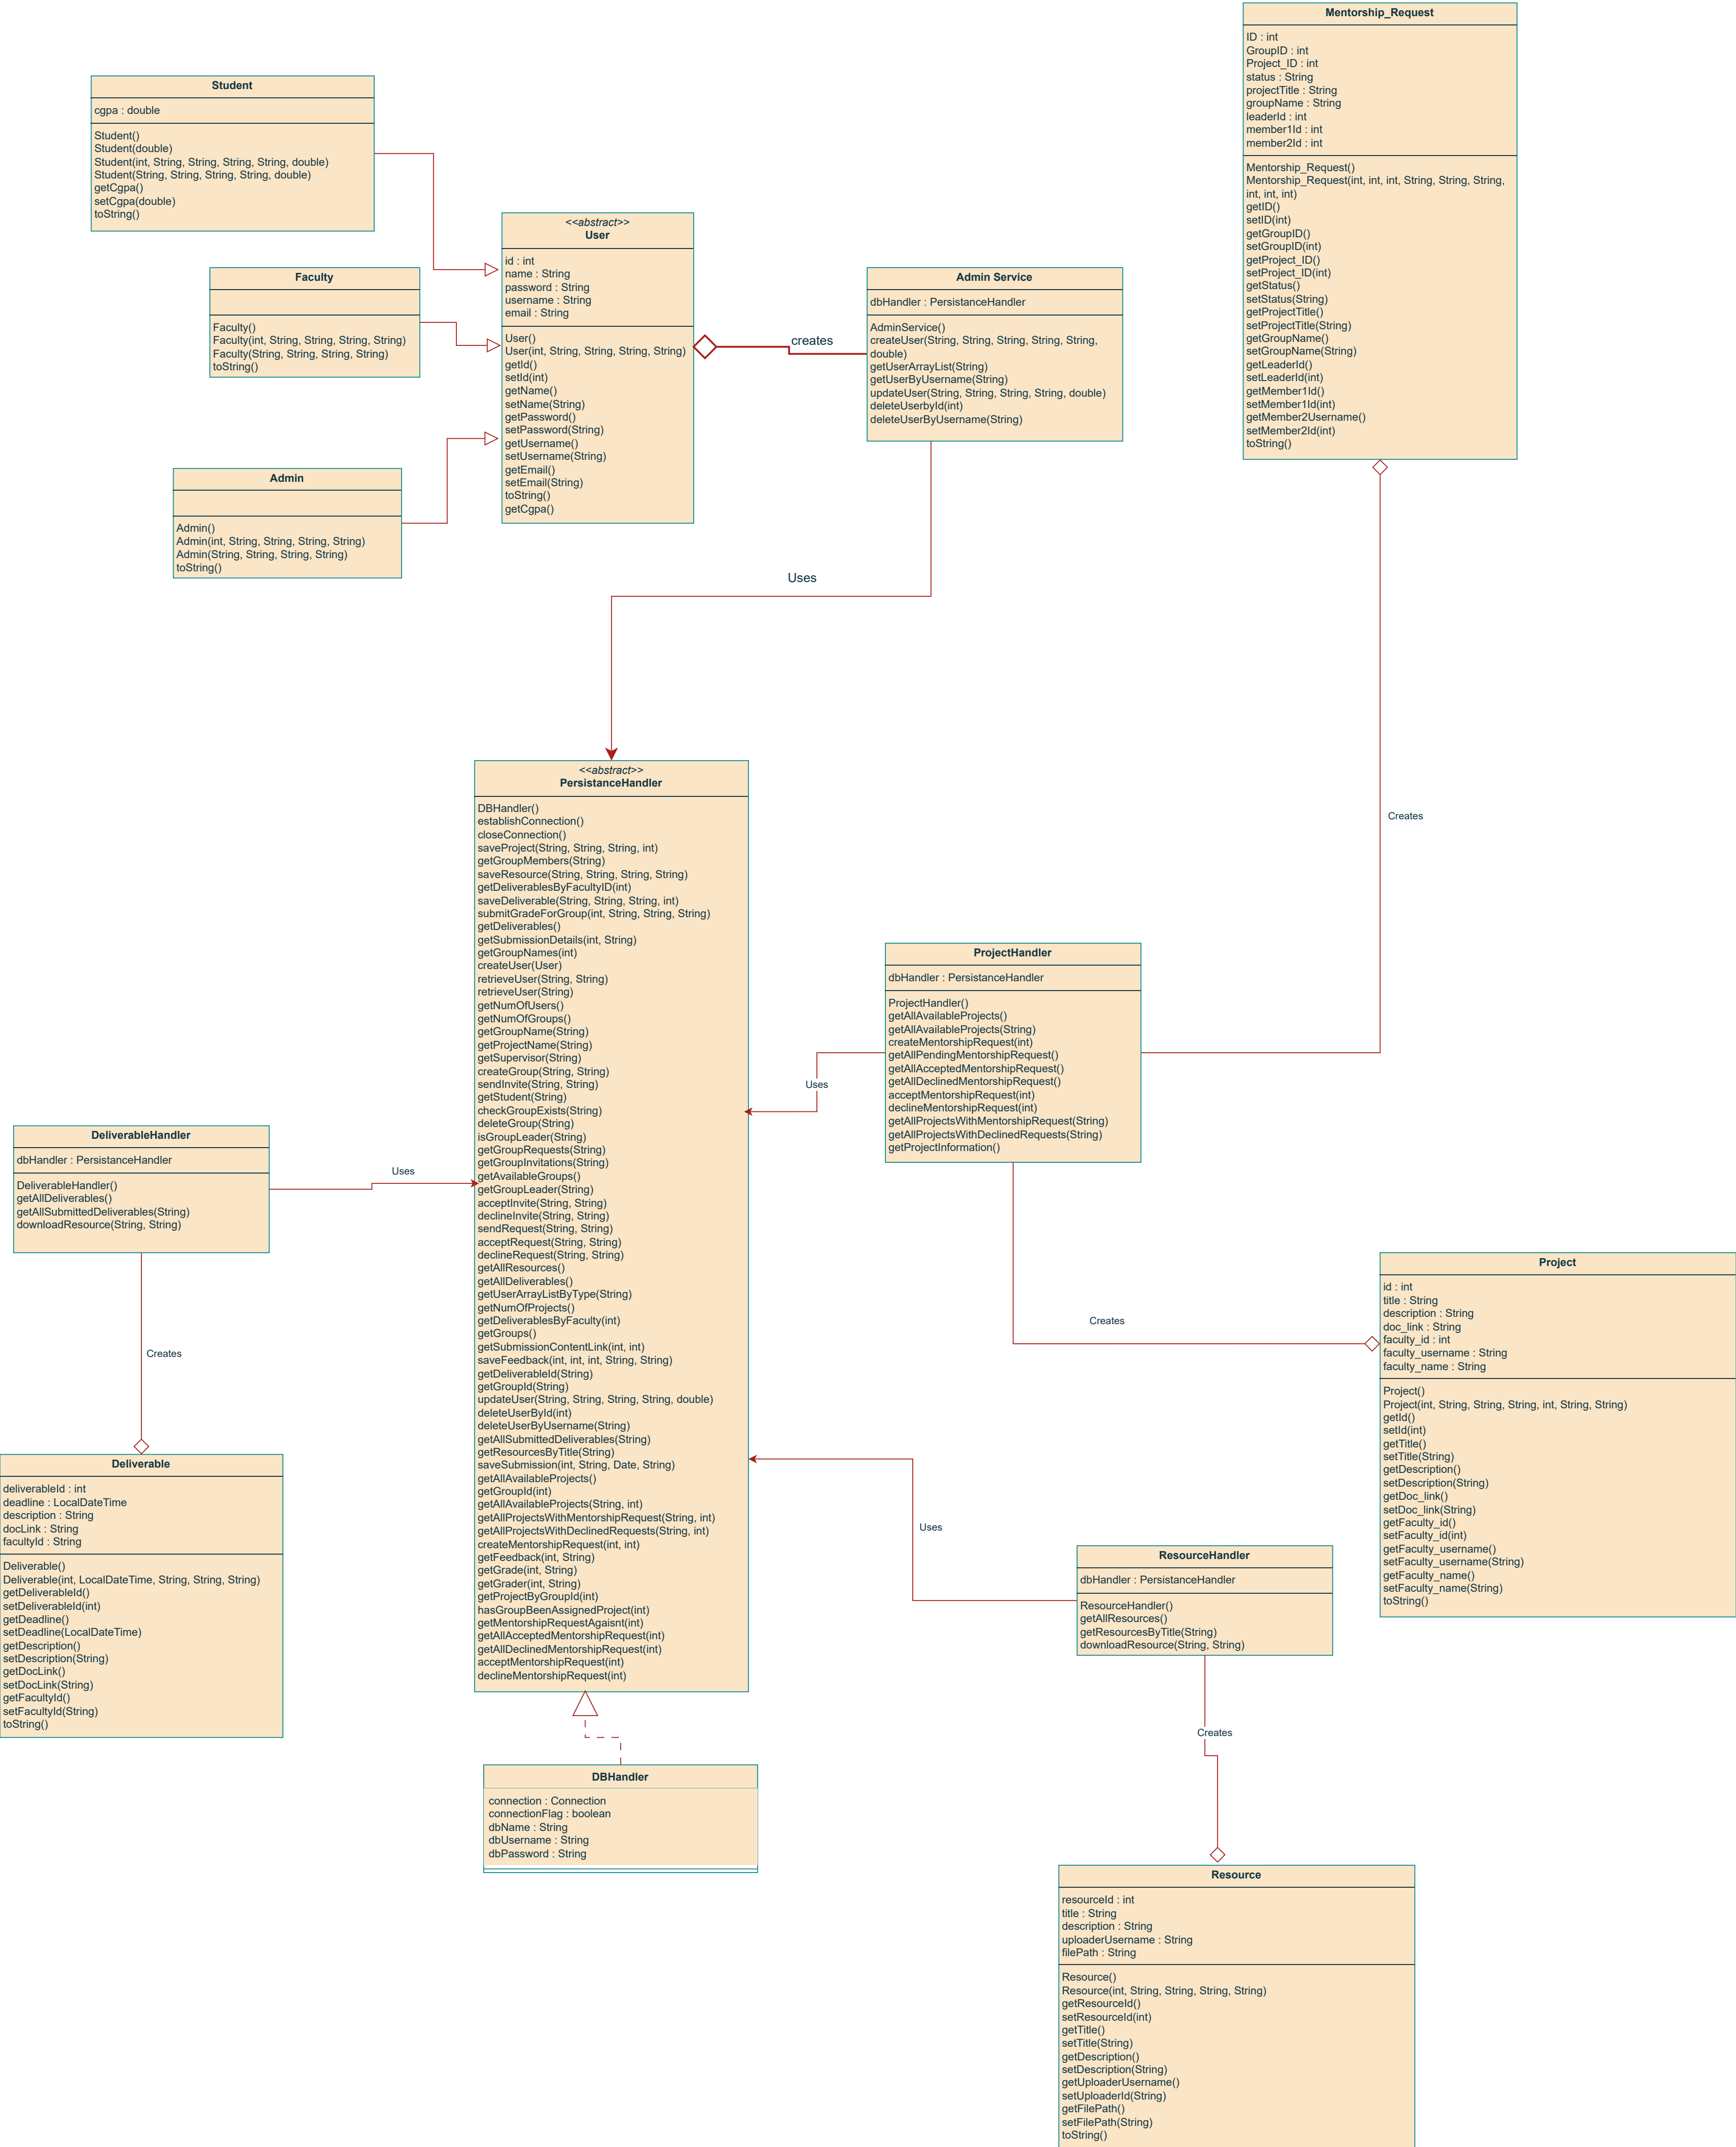 Mentorship_Request
ID : int
GroupID : int
Project_ID : int
status : String
projectTitle : String
groupName : String
leaderId : int
member1Id : int
member2Id : int
Mentorship_Request()
Mentorship_Request(int, int, int, String, String, String,
int, int, int)
getID()
setID(int)
getGroupID()
setGroupID(int)
getProject_ID()
setProject_ID(int)
getStatus()
setStatus(String)
getProjectTitle()
setProjectTitle(String)
getGroupName()
setGroupName(String)
getLeaderId()
setLeaderId(int)
getMember1Id()
setMember1Id(int)
getMember2Username()
setMember2Id(int)
toString()
Student
cgpa : double
Student()
Student(double)
Student(int, String, String, String, String, double)
Student(String, String, String, String, double)
getCgpa()
setCgpa(double)
toString()
<<abstract>>
User
id : int
name : String
password : String
username : String
email : String
User()
User(int, String, String, String, String)
getId()
setId(int)
getName()
setName(String)
getPassword()
setPassword(String)
getUsername()
setUsername(String)
getEmail()
setEmail(String)
toString()
getCgpa()
Faculty
Faculty()
Faculty(int, String, String, String, String)
Faculty(String, String, String, String)
toString()
creates
Admin Service
dbHandler : PersistanceHandler
AdminService()
createUser(String, String, String, String, String,
double)
getUserArrayList(String)
getUserByUsername(String)
updateUser(String, String, String, String, double)
deleteUserbyId(int)
deleteUserByUsername(String)
Admin
Admin()
Admin(int, String, String, String, String)
Admin(String, String, String, String)
toString()
Uses
<<abstract>>
PersistanceHandler
DBHandler()
establishConnection()
closeConnection()
saveProject(String, String, String, int)
getGroupMembers(String)
saveResource(String, String, String, String)
getDeliverablesByFacultyID(int)
saveDeliverable(String, String, String, int)
submitGradeForGroup(int, String, String, String)
getDeliverables()
getSubmissionDetails(int, String)
getGroupNames(int)
createUser(User)
retrieveUser(String, String)
retrieveUser(String)
getNumOfUsers()
getNumOfGroups()
getGroupName(String)
getProjectName(String)
getSupervisor(String)
createGroup(String, String)
sendInvite(String, String)
getStudent(String)
checkGroupExists(String)
deleteGroup(String)
isGroupLeader(String)
getGroupRequests(String)
getGroupInvitations(String)
getAvailableGroups()
getGroupLeader(String)
acceptInvite(String, String)
declineInvite(String, String)
sendRequest(String, String)
acceptRequest(String, String)
declineRequest(String, String)
getAllResources()
getAllDeliverables()
getUserArrayListByType(String)
getNumOfProjects()
getDeliverablesByFaculty(int)
getGroups()
getSubmissionContentLink(int, int)
saveFeedback(int, int, int, String, String)
getDeliverableId(String)
getGroupId(String)
updateUser(String, String, String, String, double)
deleteUserById(int)
deleteUserByUsername(String)
getAllSubmittedDeliverables(String)
getResourcesByTitle(String)
saveSubmission(int, String, Date, String)
getAllAvailableProjects()
getGroupId(int)
getAllAvailableProjects(String, int)
getAllProjectsWithMentorshipRequest(String, int)
getAllProjectsWithDeclinedRequests(String, int)
createMentorshipRequest(int, int)
getFeedback(int, String)
getGrade(int, String)
getGrader(int, String)
getProjectByGroupId(int)
hasGroupBeenAssignedProject(int)
getMentorshipRequestAgaisnt(int)
getAllAcceptedMentorshipRequest(int)
getAllDeclinedMentorshipRequest(int)
acceptMentorshipRequest(int)
declineMentorshipRequest(int)
Creates
ProjectHandler
dbHandler : PersistanceHandler
ProjectHandler()
getAllAvailableProjects()
getAllAvailableProjects(String)
createMentorshipRequest(int)
getAllPendingMentorshipRequest()
getAllAcceptedMentorshipRequest()
getAllDeclinedMentorshipRequest()
acceptMentorshipRequest(int)
declineMentorshipRequest(int)
getAllProjectsWithMentorshipRequest(String)
getAllProjectsWithDeclinedRequests(String)
getProjectInformation()
Uses
DeliverableHandler
dbHandler : PersistanceHandler
DeliverableHandler()
getAllDeliverables()
getAllSubmittedDeliverables(String)
downloadResource(String, String)
Uses
Creates
Creates
Project
id : int
title : String
description : String
doc_link : String
faculty_id : int
faculty_username : String
faculty_name : String
Project()
Project(int, String, String, String, int, String, String)
getId()
setId(int)
getTitle()
setTitle(String)
getDescription()
setDescription(String)
getDoc_link()
setDoc_link(String)
getFaculty_id()
setFaculty_id(int)
getFaculty_username()
setFaculty_username(String)
getFaculty_name()
setFaculty_name(String)
toString()
Deliverable
deliverableId : int
deadline : LocalDateTime
description : String
docLink : String
facultyId : String
Deliverable()
Deliverable(int, LocalDateTime, String, String, String)
getDeliverableId()
setDeliverableId(int)
getDeadline()
setDeadline(LocalDateTime)
getDescription()
setDescription(String)
getDocLink()
setDocLink(String)
getFacultyId()
setFacultyId(String)
toString()
Uses
ResourceHandler
dbHandler : PersistanceHandler
ResourceHandler()
getAllResources()
getResourcesByTitle(String)
downloadResource(String, String)
Creates
DBHandler
connection : Connection
connectionFlag : boolean
dbName : String
dbUsername : String
dbPassword : String
Resource
resourceId : int
title : String
description : String
uploaderUsername : String
filePath : String
Resource()
Resource(int, String, String, String, String)
getResourceId()
setResourceId(int)
getTitle()
setTitle(String)
getDescription()
setDescription(String)
getUploaderUsername()
setUploaderId(String)
getFilePath()
setFilePath(String)
toString()